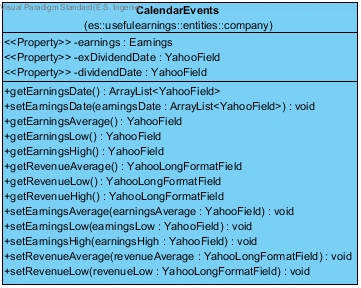 Visual Paradigm Standard(E.S. Ingenie
CalendarEvents
(es::usefulearnings::entities::company)
<<Property>> -earnings : Earnings
<<Property>> -exDividendDate : YahooField
<<Property>> -dividendDate : YahooField
+getEarningsDate() : ArrayList<YahooField>
+setEarningsDate(earningsDate : ArrayList<YahooField>) : void
+getEarningsAverage() : YahooField
+getEarningsLow() : YahooField
+getEarningsHigh() : YahooField
+getRevenueAverage() : YahooLongFormatField
+getRevenueLow() : YahooLongFormatField
+getRevenueHigh() : YahooLongFormatField
+setEarningsAverage(earningsAverage : YahooField) : void
+setEarningsLow(earningsLow : YahooField) : void
+setEarningsHigh(earningsHigh : YahooField) : void
+setRevenueAverage(revenueAverage : YahooLongFormatField) : void
+setRevenueLow(revenueLow : YahooLongFormatField) : void